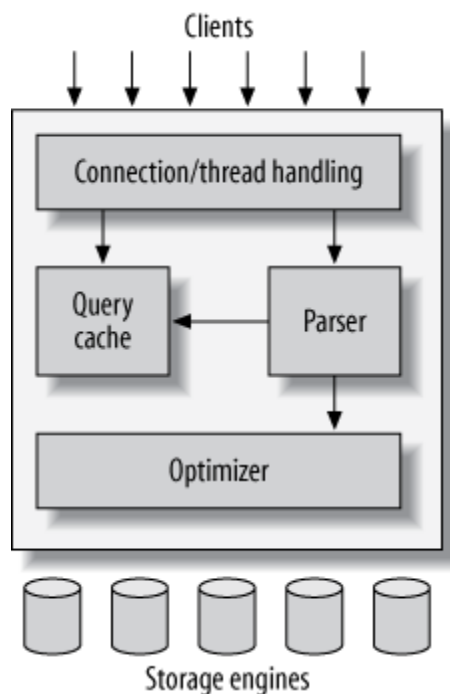 Clients
Connection/thread handling
Query
cache
Parser
Optimizer
Storage engines